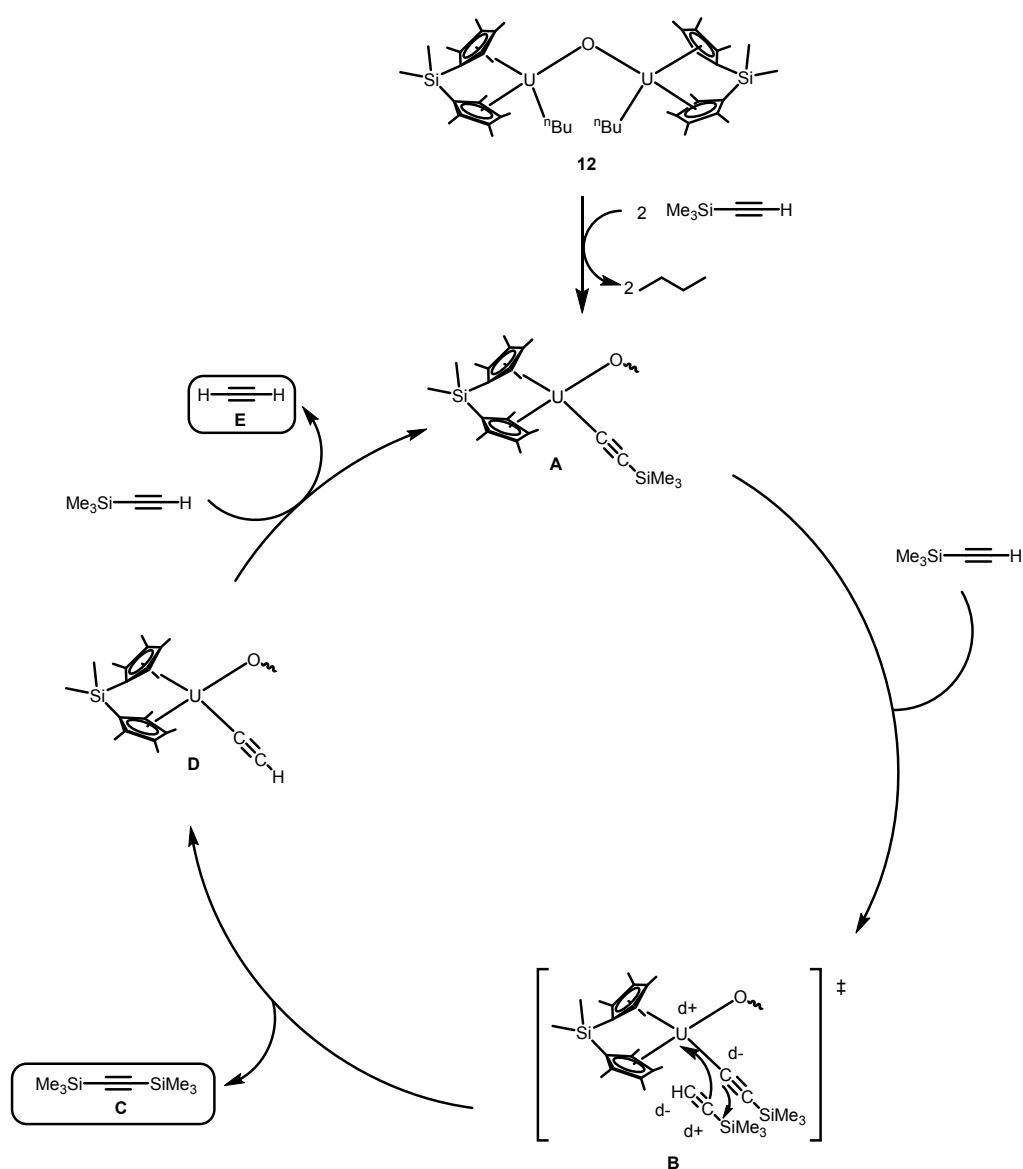 O
Si U U Si
ⁿBu ⁿBu
12
2 Me₃Si H
2
O
H H
E
Si U
C
A
C
SiMe₃
Me₃Si H
Me₃Si H
O
Si U
C
C
D
H
‡
d+ O
Si U
d-
C
HC C
d- C SiMe₃
d+ SiMe₃
B
Me₃Si SiMe₃
C